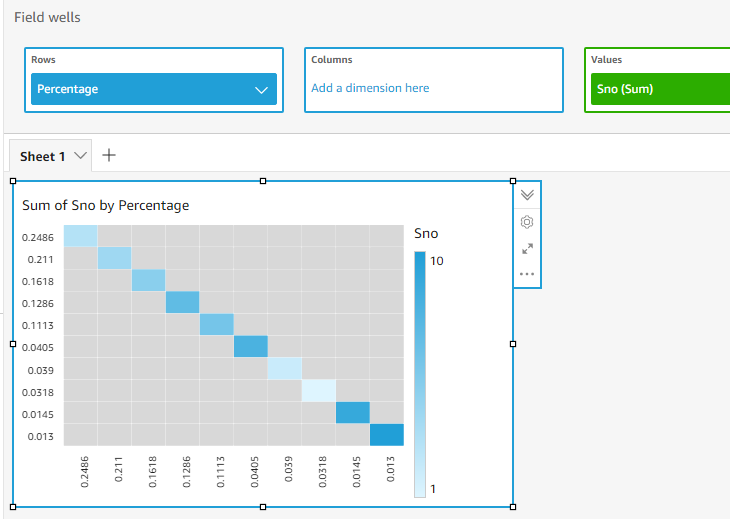 Field wells
Rows
Columns
Values
Percentage
Add a dimension here
Sno (Sum)
Sheet 1
Sum of Sno by Percentage
Sno
10
1
0.2486
0.211
0.1618
0.1286
0.1113
0.0405
0.039
0.0318
0.0145
0.013
0.2486
0.211
0.1618
0.1286
0.1113
0.0405
0.039
0.0318
0.0145
0.013